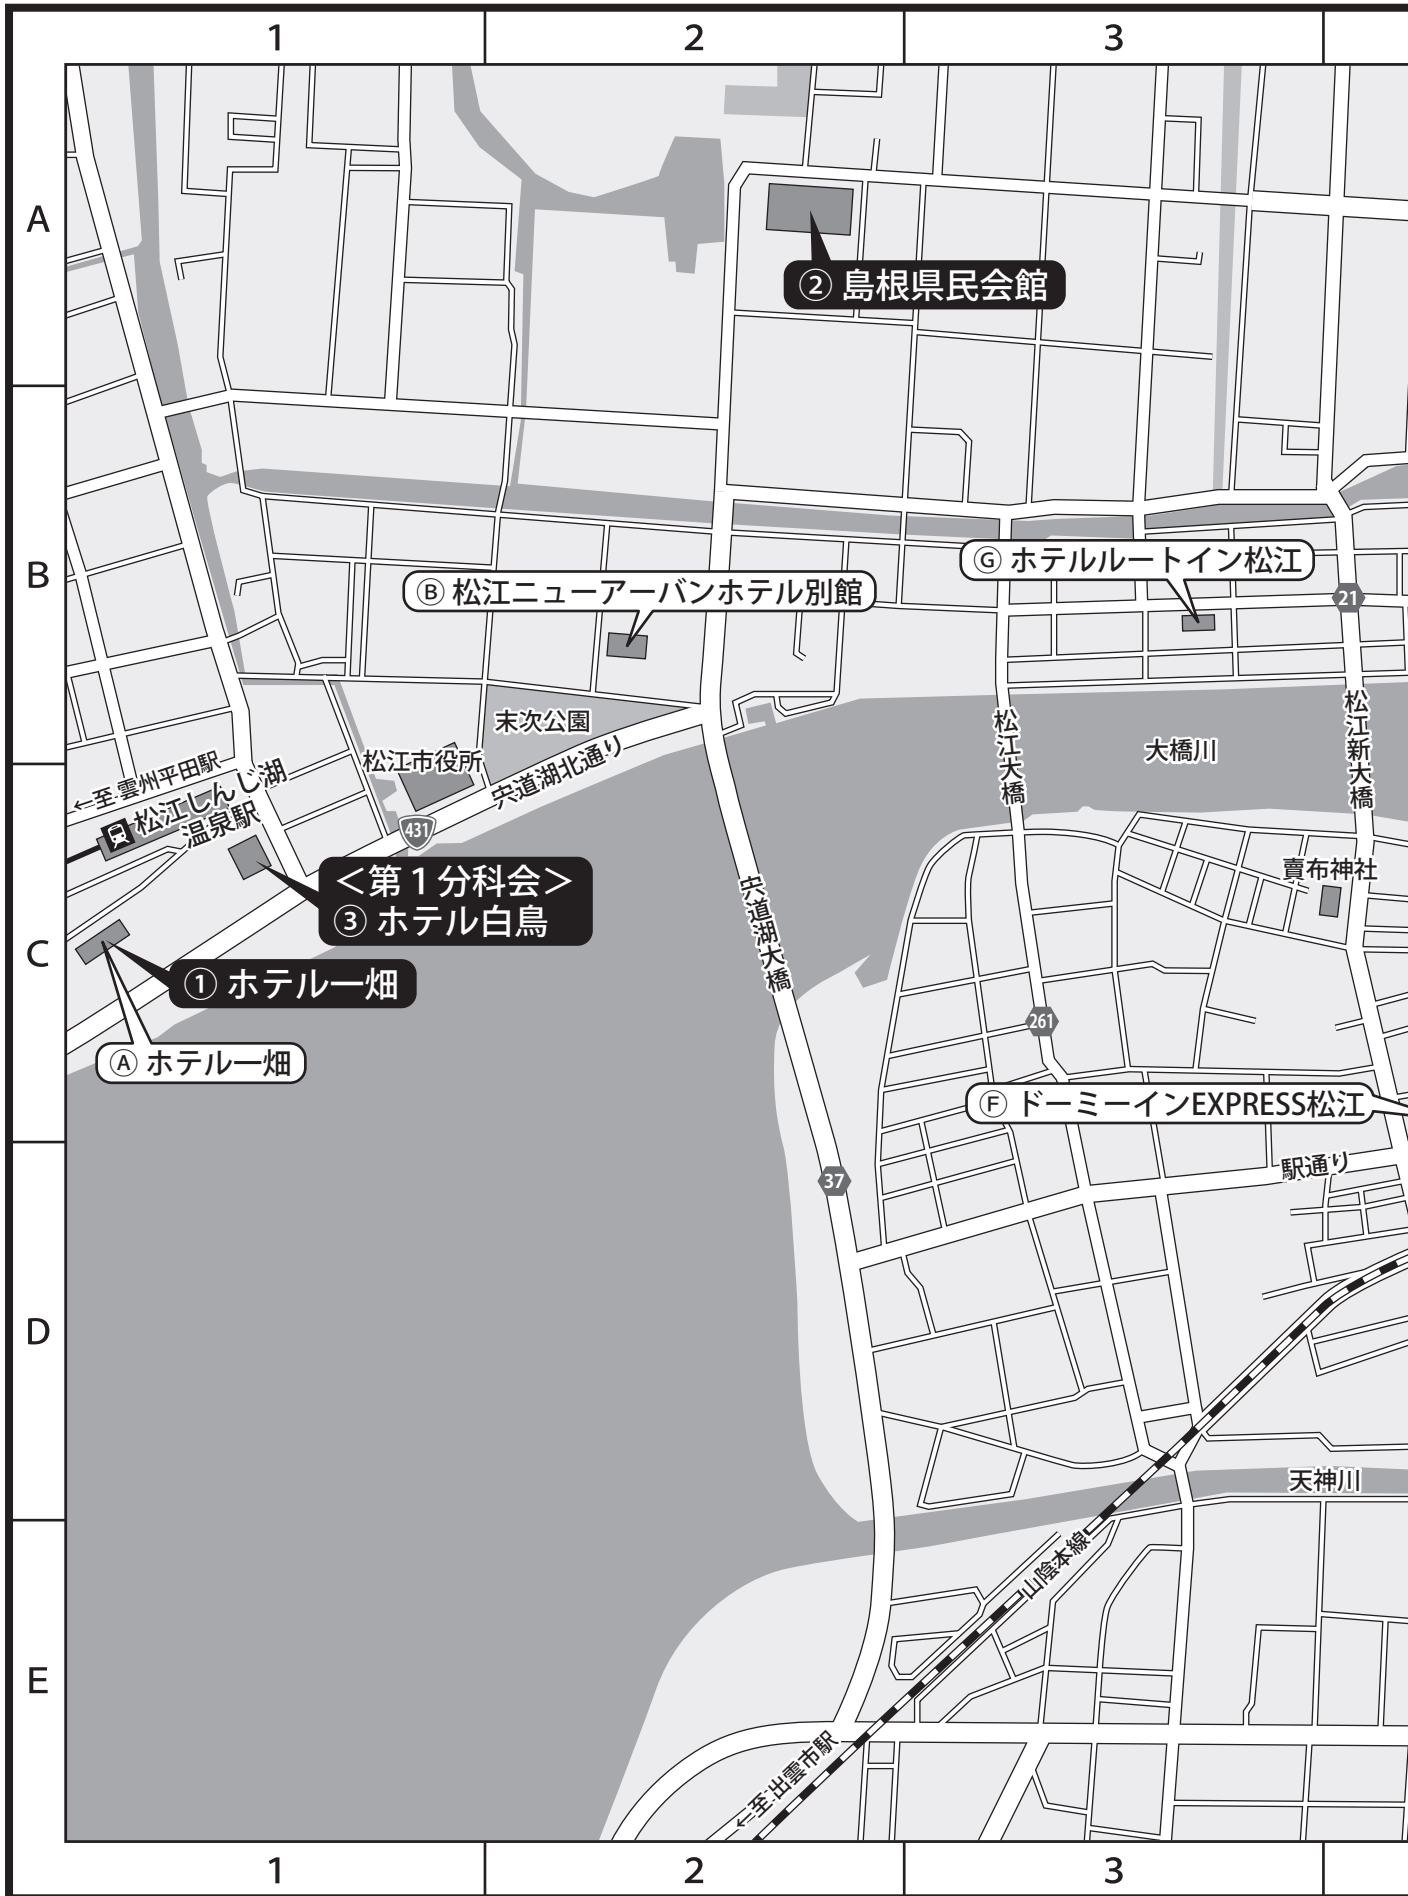 1
2
3
A
② 島根県民会館
B
Ⓖ ホテルルートイン松江
Ⓑ 松江ニューアーバンホテル別館
21
末次公園
松江市役所
宍道湖北通り
松江大橋
大橋川
松江新大橋
←至 雲州平田駅
松江しんじ湖
温泉駅
431
賣布神社
＜第１分科会＞
③ ホテル白鳥
宍道湖大橋
C
① ホテル一畑
261
Ⓐ ホテル一畑
Ⓕ ドーミーインEXPRESS松江
駅通り
37
D
天神川
山陰本線
E
←至 出雲市駅
1
2
3